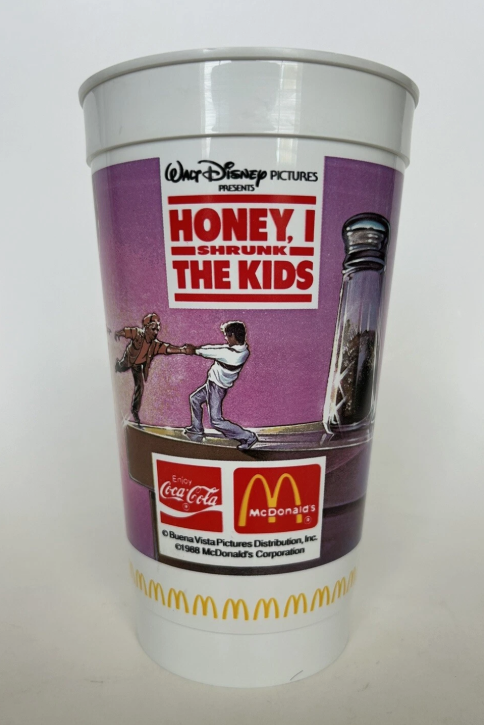 Walt Disney PICTURES
PRESENTS
HONEY, I
SHRUNK
THE KIDS
Enjoy
Coca-Cola
®
McDonald's
®
© Buena Vista Pictures Distribution, Inc.
©1988 McDonald's Corporation